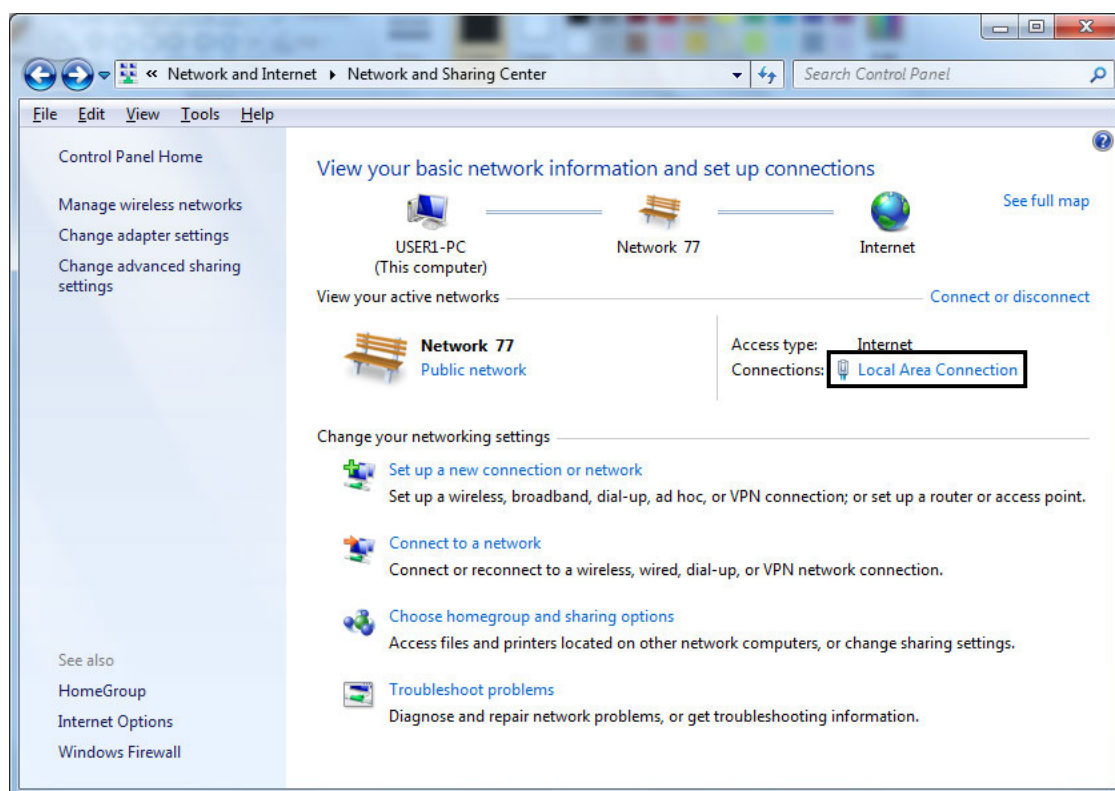 « Network and Internet ▸ Network and Sharing Center
Search Control Panel
File Edit View Tools Help
Control Panel Home
Manage wireless networks
Change adapter settings
Change advanced sharing
settings
See also
HomeGroup
Internet Options
Windows Firewall
View your basic network information and set up connections
See full map
USER1-PC
(This computer)
Network 77
Internet
View your active networks
Connect or disconnect
Network 77
Public network
Access type: Internet
Connections: Local Area Connection
Change your networking settings
Set up a new connection or network
Set up a wireless, broadband, dial-up, ad hoc, or VPN connection; or set up a router or access point.
Connect to a network
Connect or reconnect to a wireless, wired, dial-up, or VPN network connection.
Choose homegroup and sharing options
Access files and printers located on other network computers, or change sharing settings.
Troubleshoot problems
Diagnose and repair network problems, or get troubleshooting information.